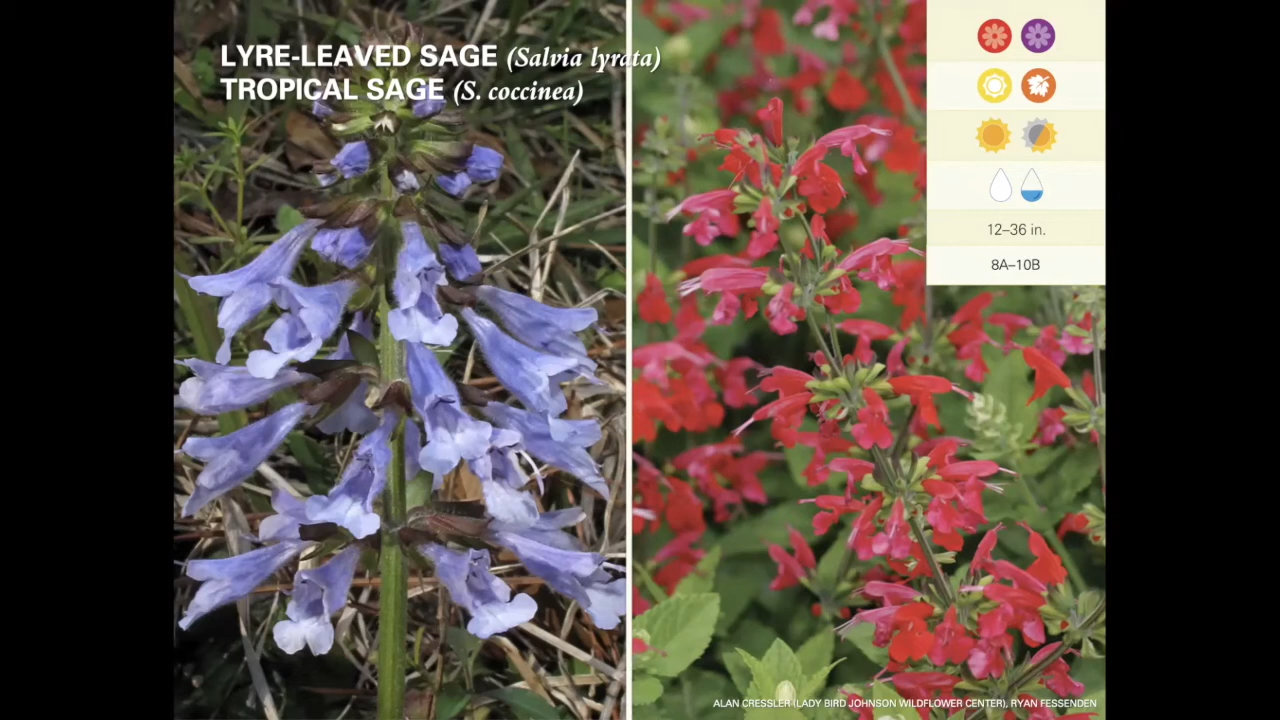 LYRE-LEAVED SAGE (Salvia lyrata)
TROPICAL SAGE (S. coccinea)
12–36 in.
8A–10B
ALAN CRESSLER (LADY BIRD JOHNSON WILDFLOWER CENTER), RYAN FESSENDEN